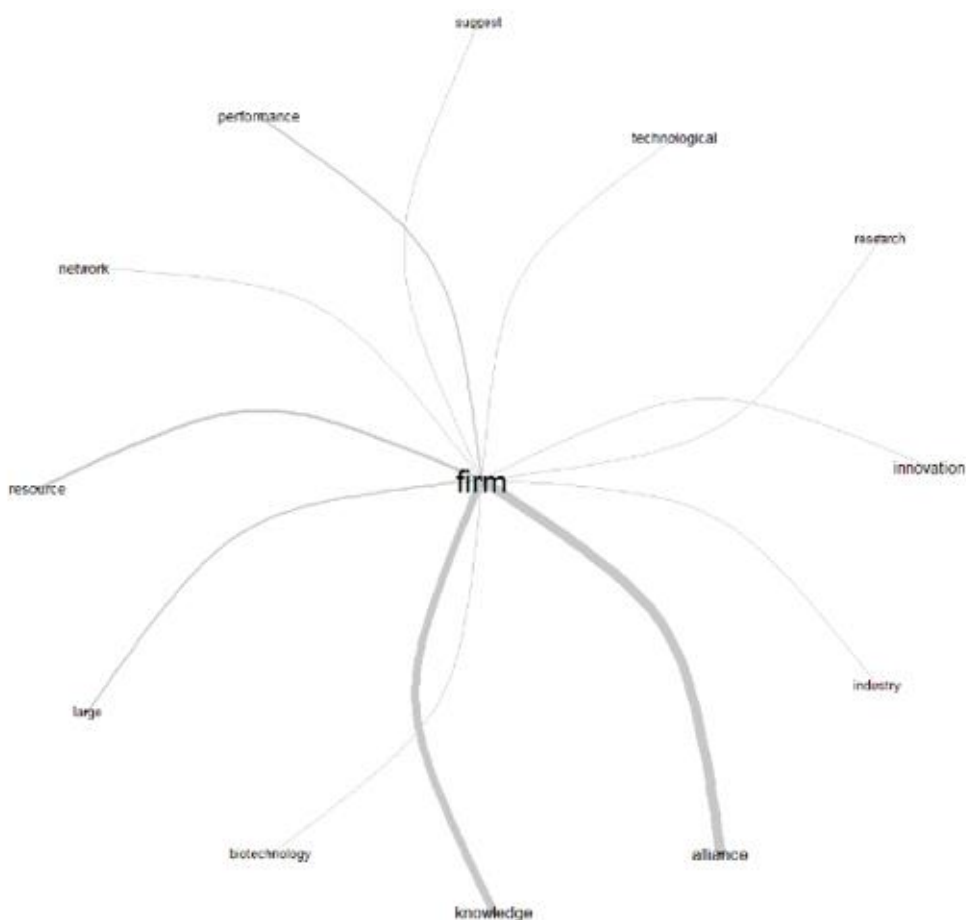 suggest
performance
technological
research
network
innovation
firm
resource
industry
large
alliance
biotechnology
knowledge